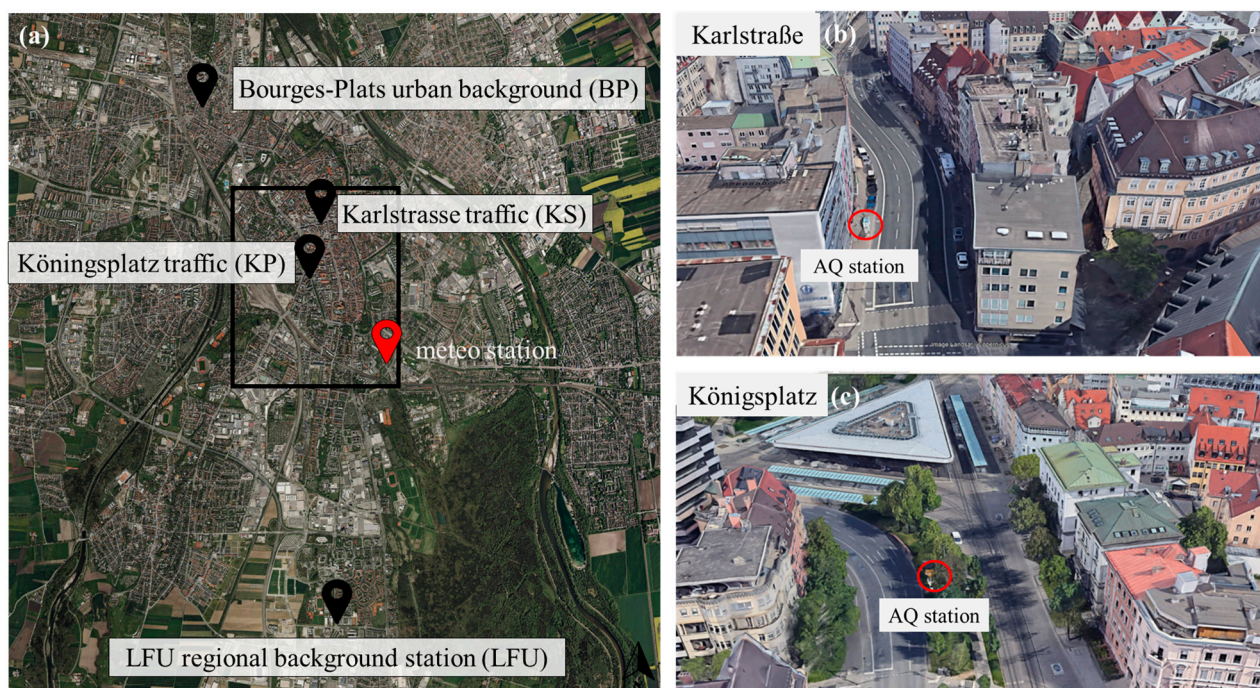 (a)
Bourges-Plats urban background (BP)
Karlstrasse traffic (KS)
Köningsplatz traffic (KP)
meteo station
LFU regional background station (LFU)
Karlstraße
(b)
AQ station
Königsplatz
(c)
AQ station